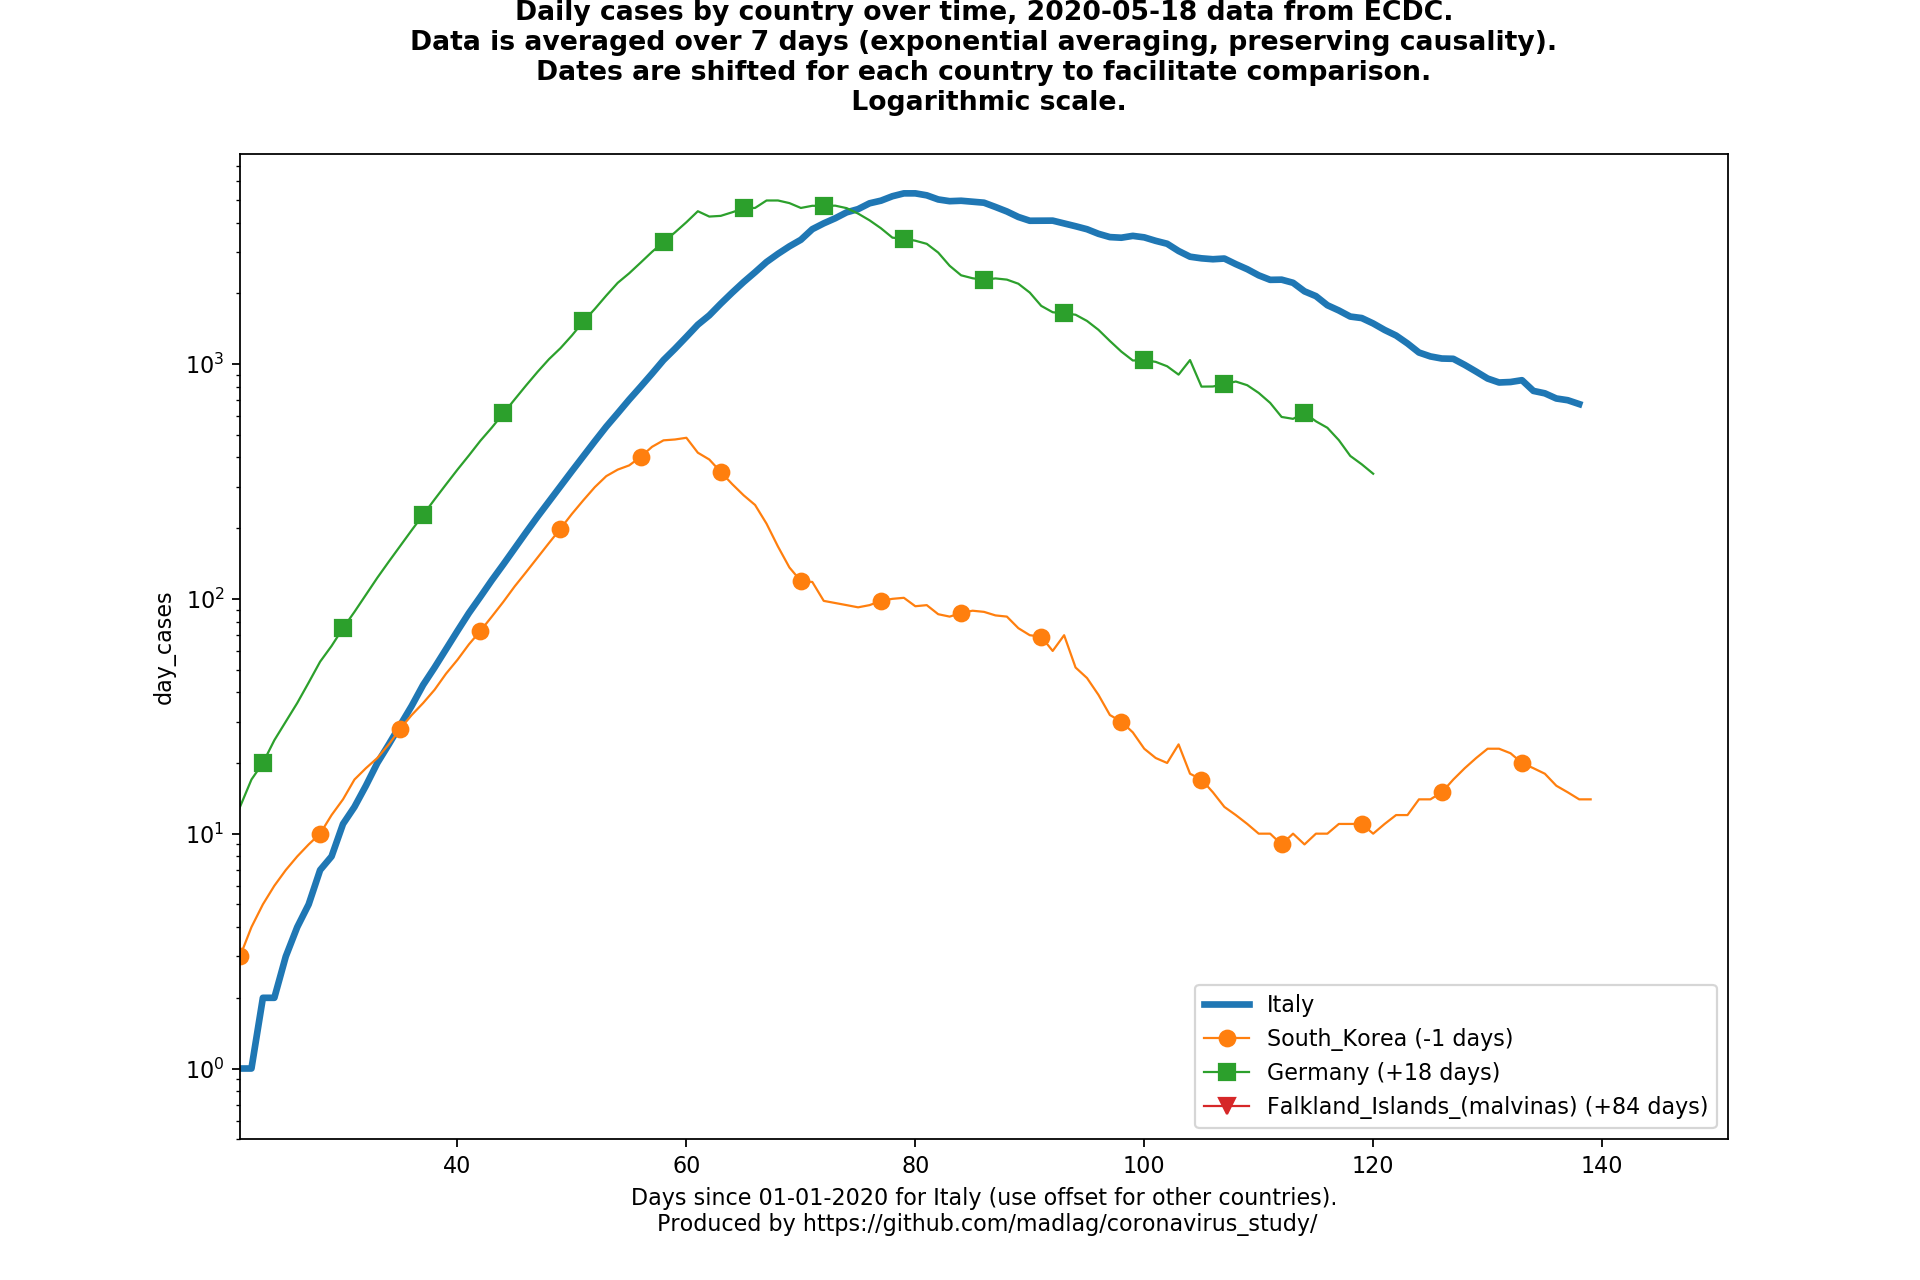 Daily cases by country over time, 2020-05-18 data from ECDC.
Data is averaged over 7 days (exponential averaging, preserving causality).
Dates are shifted for each country to facilitate comparison.
Logarithmic scale.
day_cases
10³
10²
10¹
10⁰
Italy
South_Korea (-1 days)
Germany (+18 days)
Falkland_Islands_(malvinas) (+84 days)
40 60 80 100 120 140
Days since 01-01-2020 for Italy (use offset for other countries).
Produced by https://github.com/madlag/coronavirus_study/